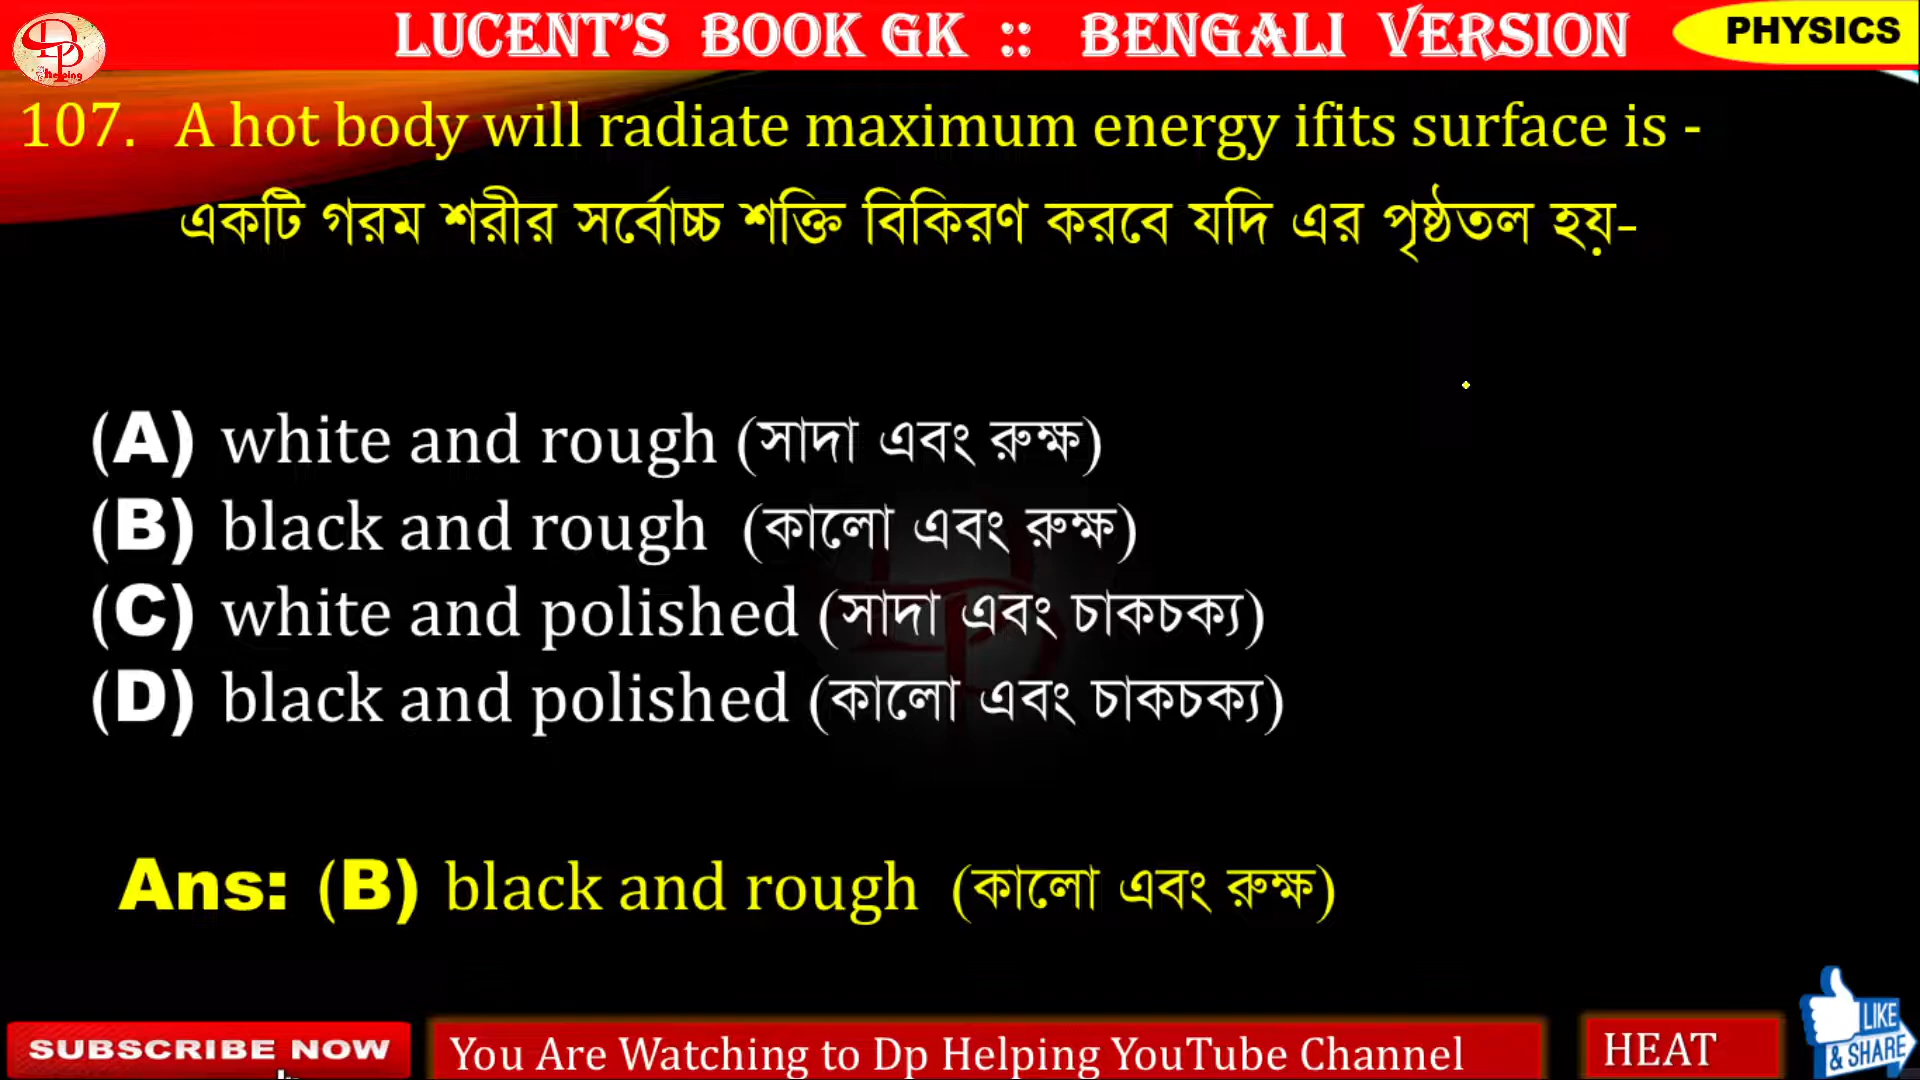 LUCENT'S BOOK GK :: BENGALI VERSION
PHYSICS
DP
helping
107. A hot body will radiate maximum energy ifits surface is -
একটি গরম শরীর সর্বোচ্চ শক্তি বিকিরণ করবে যদি এর পৃষ্ঠতল হয়-
(A) white and rough (সাদা এবং রুক্ষ)
(B) black and rough (কালো এবং রুক্ষ)
(C) white and polished (সাদা এবং চাকচক্য)
(D) black and polished (কালো এবং চাকচক্য)
Ans: (B) black and rough (কালো এবং রুক্ষ)
SUBSCRIBE NOW
You Are Watching to Dp Helping YouTube Channel
HEAT
LIKE
& SHARE